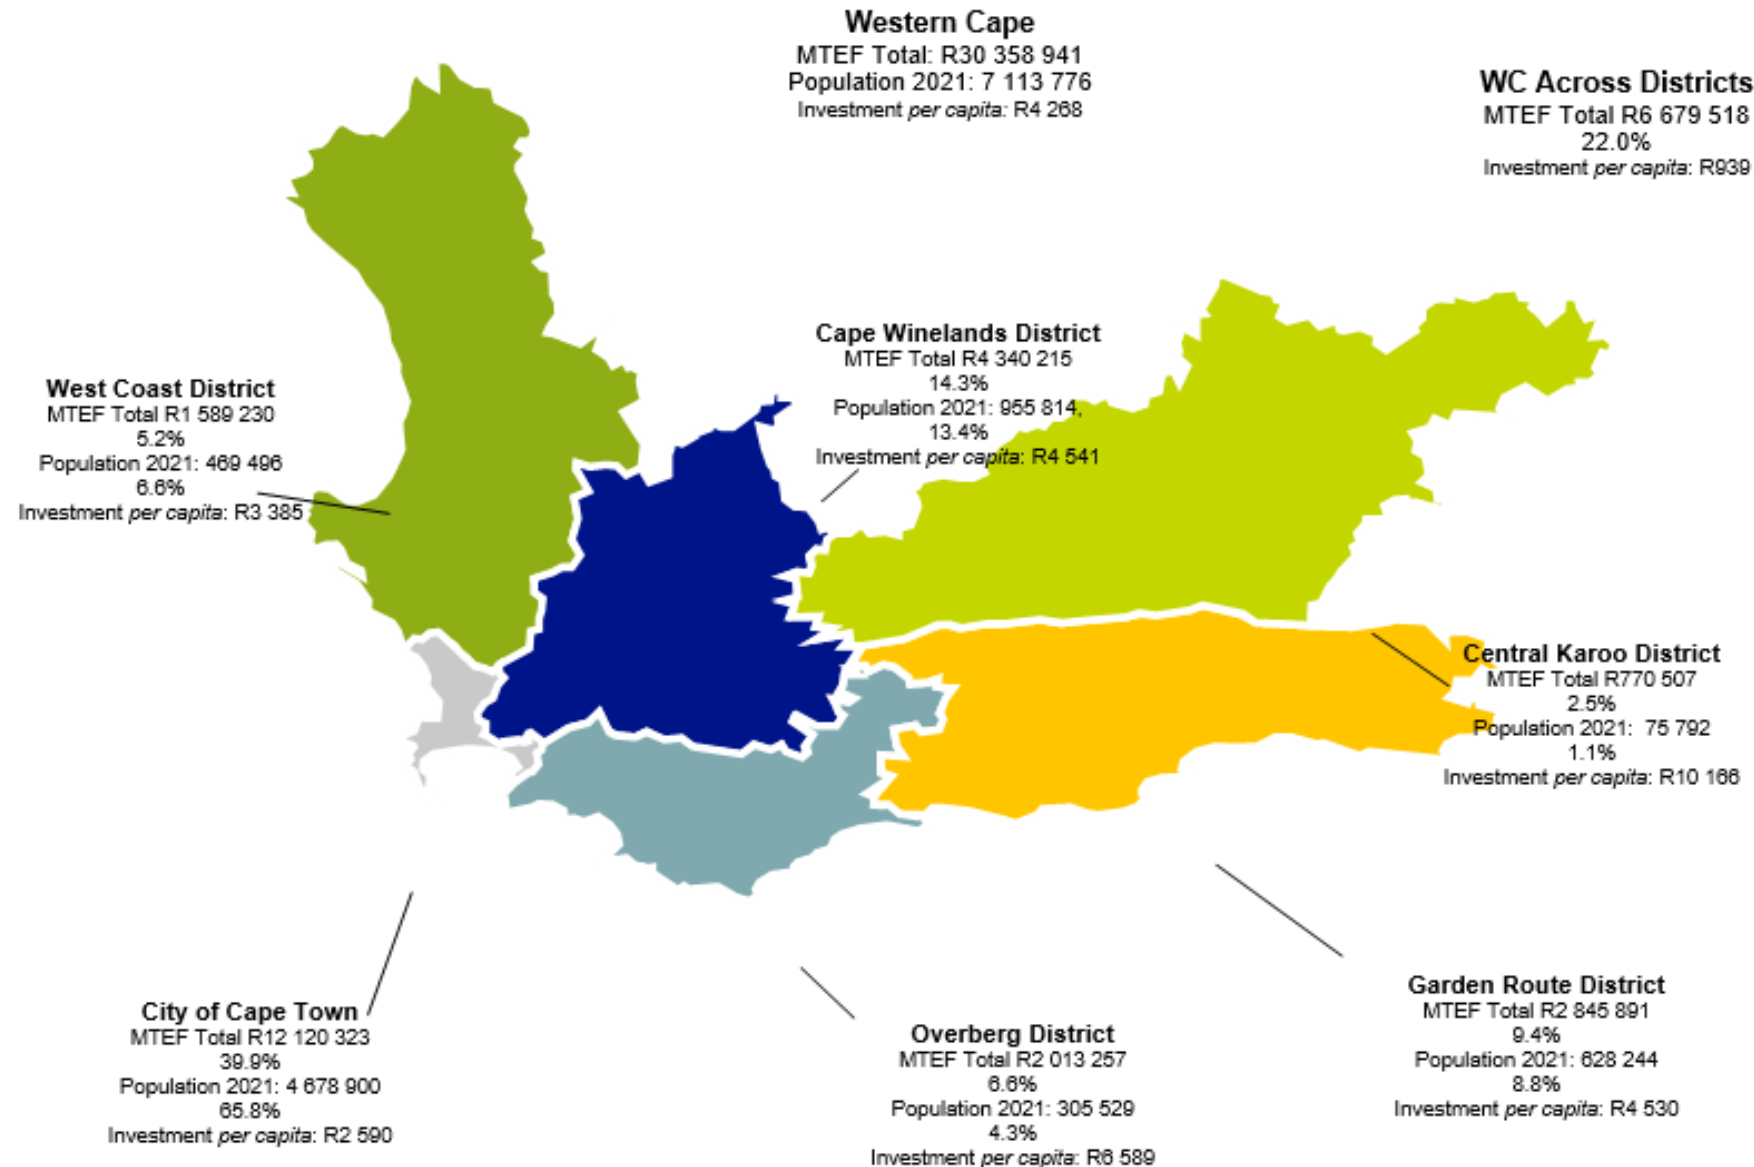 Western Cape
MTEF Total: R30 358 941
Population 2021: 7 113 776
Investment per capita: R4 268
WC Across Districts
MTEF Total R6 679 518
22.0%
Investment per capita: R939
Cape Winelands District
MTEF Total R4 340 215
14.3%
Population 2021: 955 814,
13.4%
Investment per capita: R4 541
West Coast District
MTEF Total R1 589 230
5.2%
Population 2021: 469 496
6.6%
Investment per capita: R3 385
Central Karoo District
MTEF Total R770 507
2.5%
Population 2021: 75 792
1.1%
Investment per capita: R10 166
City of Cape Town
MTEF Total R12 120 323
39.9%
Population 2021: 4 678 900
65.8%
Investment per capita: R2 590
Overberg District
MTEF Total R2 013 257
6.6%
Population 2021: 305 529
4.3%
Investment per capita: R6 589
Garden Route District
MTEF Total R2 845 891
9.4%
Population 2021: 628 244
8.8%
Investment per capita: R4 530